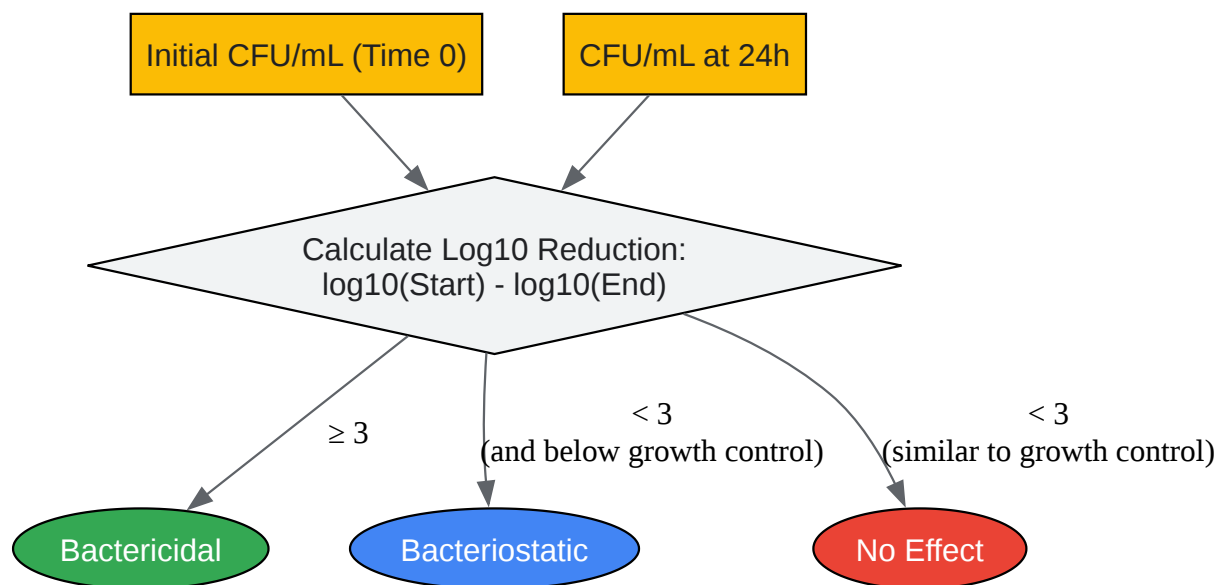 Initial CFU/mL (Time 0)
CFU/mL at 24h
Calculate Log10 Reduction:
log10(Start) - log10(End)
≥ 3
< 3
(and below growth control)
< 3
(similar to growth control)
Bactericidal
Bacteriostatic
No Effect